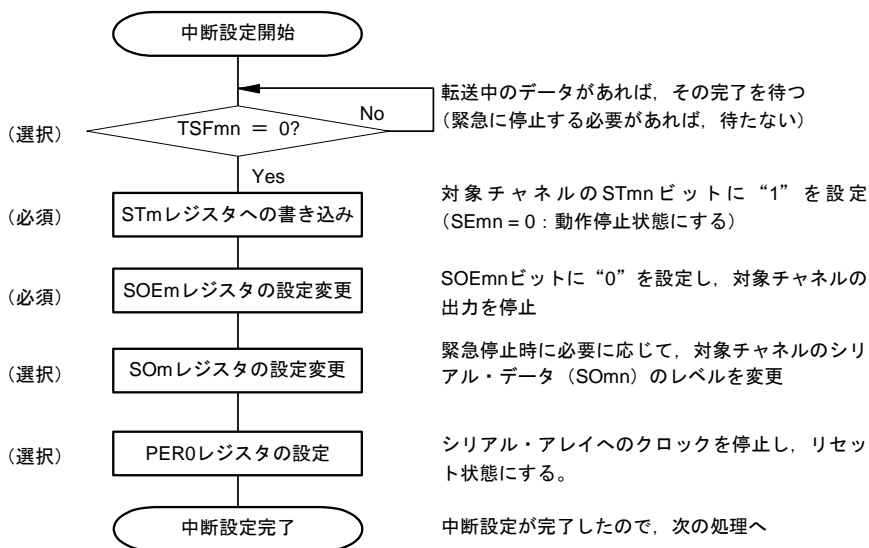 中断設定開始
No
転送中のデータがあれば，その完了を待つ
（緊急に停止する必要があれば，待たない）
（選択）
TSFmn ＝ 0?
Yes
（必須）
STmレジスタへの書き込み
対象チャネルのSTmnビットに“1”を設定
（SEmn = 0：動作停止状態にする）
（必須）
SOEmレジスタの設定変更
SOEmnビットに“0”を設定し，対象チャネルの
出力を停止
（選択）
SOmレジスタの設定変更
緊急停止時に必要に応じて，対象チャネルのシリ
アル・データ（SOmn）のレベルを変更
（選択）
PER0レジスタの設定
シリアル・アレイへのクロックを停止し，リセッ
ト状態にする。
中断設定完了
中断設定が完了したので，次の処理へ